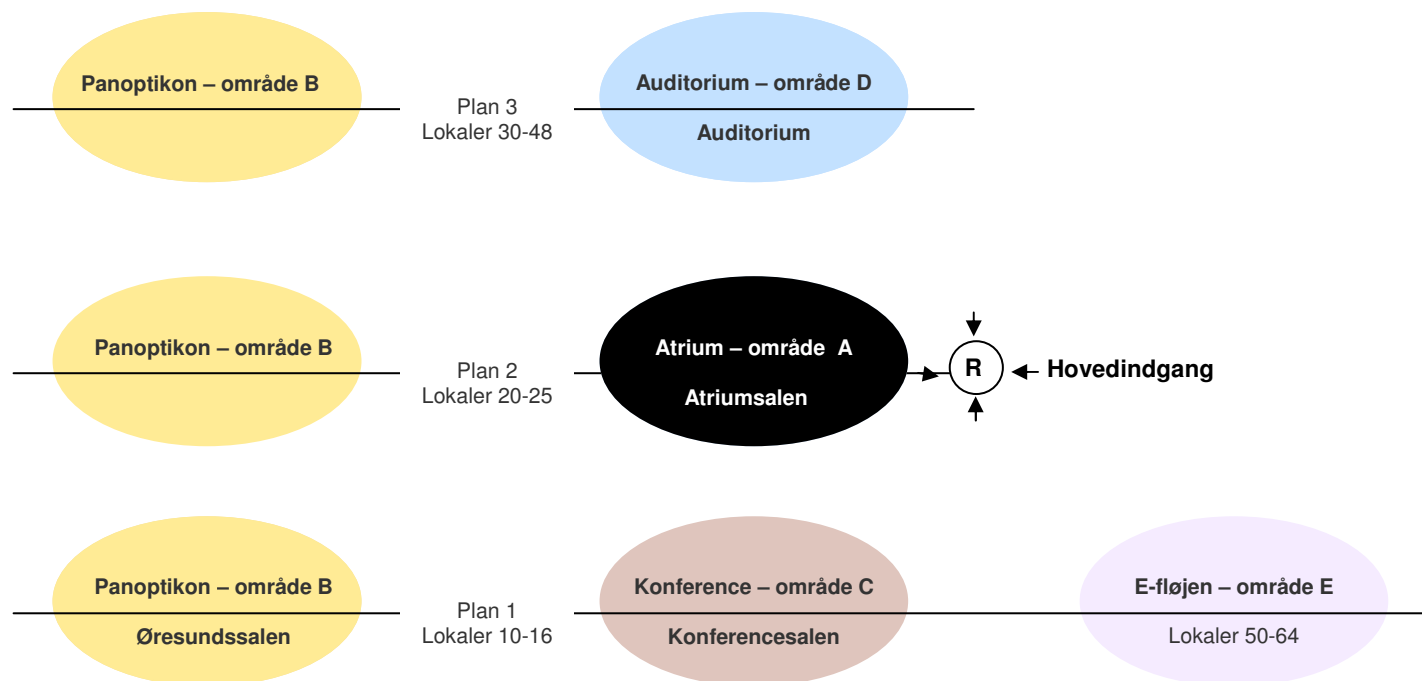 Panoptikon – område B
Plan 3
Lokaler 30-48
Auditorium – område D
Auditorium
Panoptikon – område B
Plan 2
Lokaler 20-25
Atrium – område A
Atriumsalen
R
Hovedindgang
Panoptikon – område B
Øresundssalen
Plan 1
Lokaler 10-16
Konference – område C
Konferencesalen
E-fløjen – område E
Lokaler 50-64